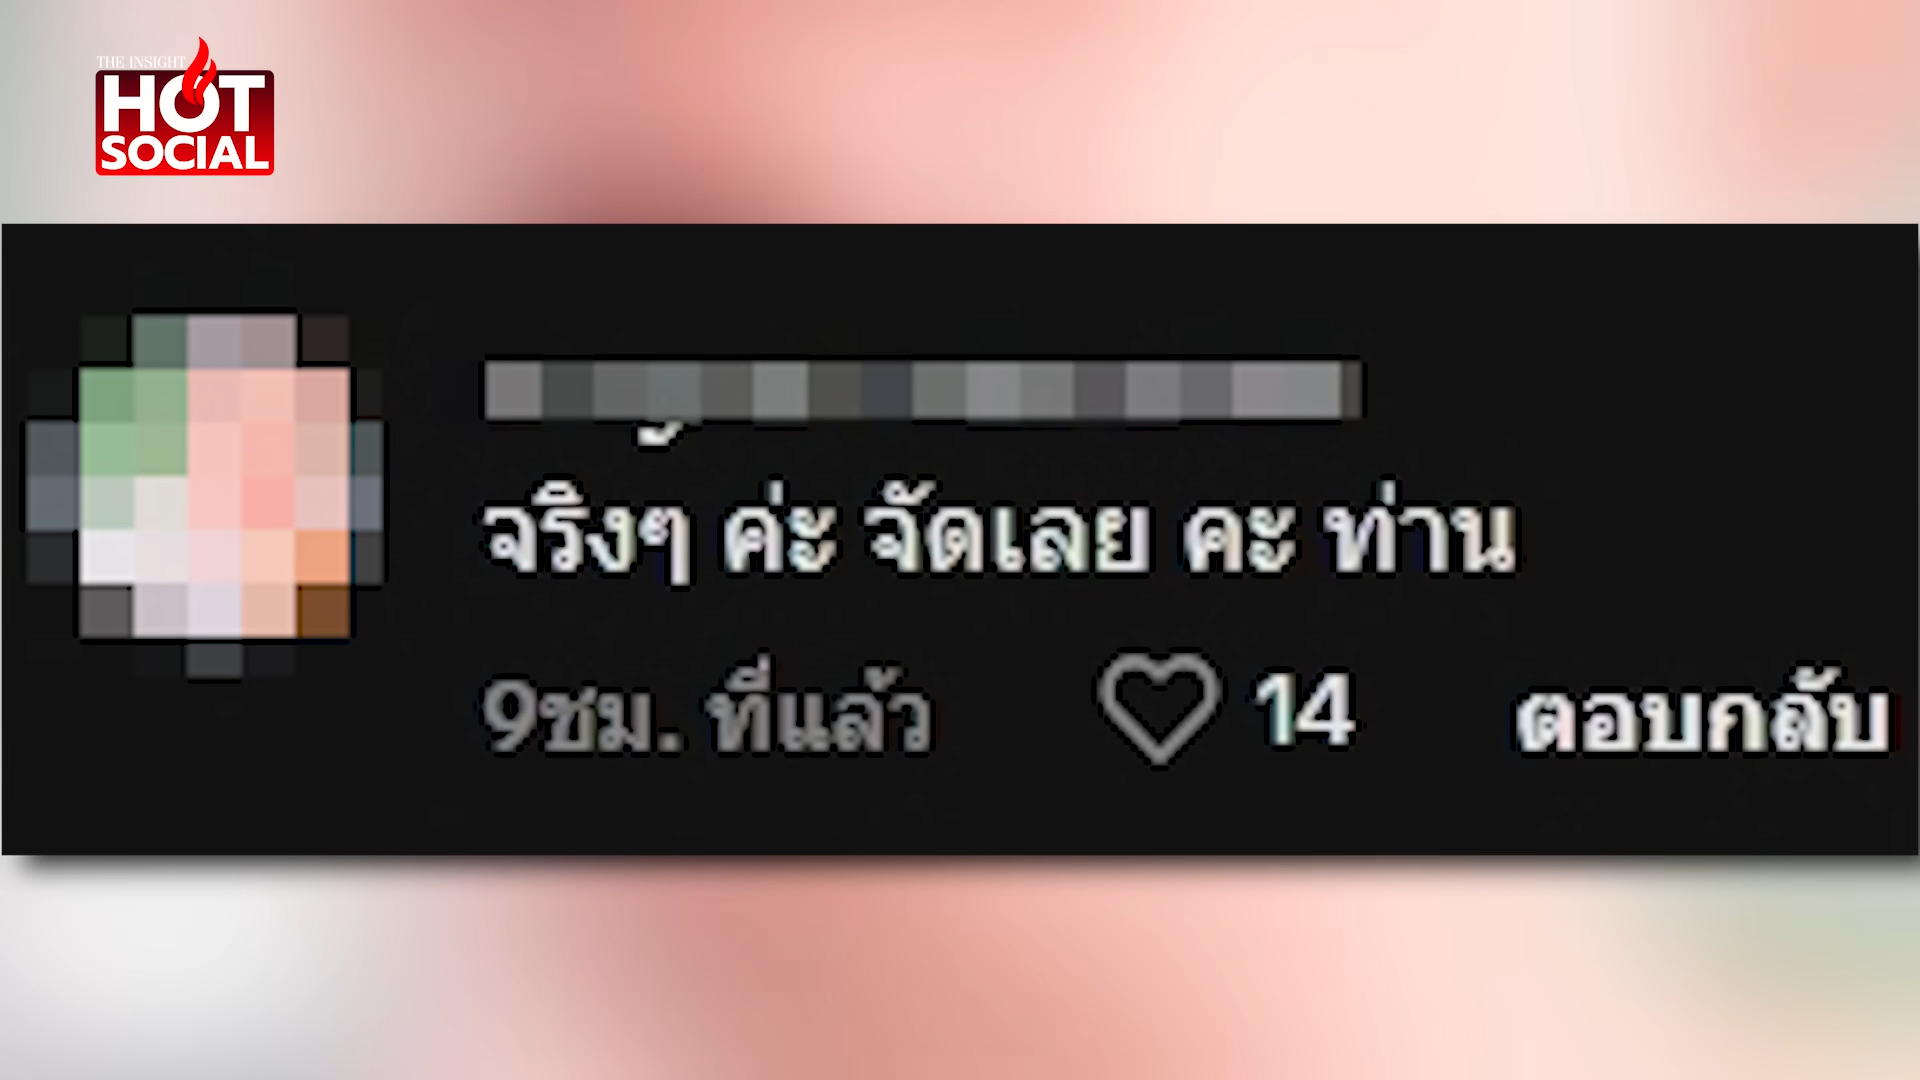 THE INSIGHT
HOT
SOCIAL
จริงๆ ค่ะ จัดเลย คะ ท่าน
9ชม. ที่แล้ว 14 ตอบกลับ